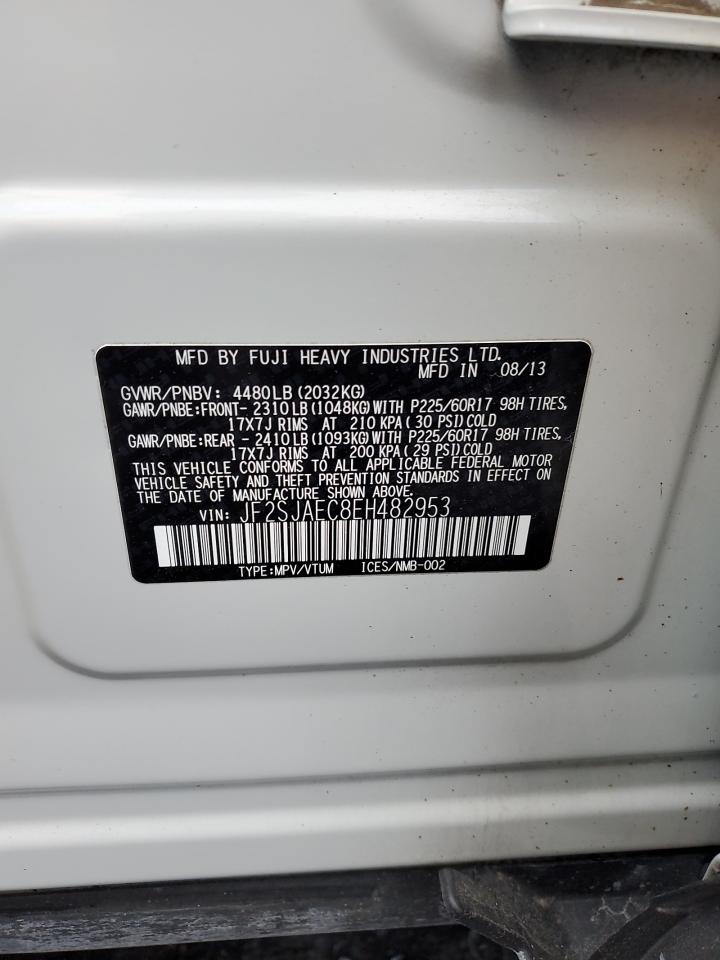 MFD BY FUJI HEAVY INDUSTRIES LTD.
MFD IN 08/13
GVWR/PNBV: 4480LB (2032KG)
GAWR/PNBE:FRONT- 2310LB(1048KG)WITH P225/60R17 98H TIRES,
17X7J RIMS AT 210 KPA( 30 PSI)COLD
GAWR/PNBE:REAR - 2410LB(1093KG)WITH P225/60R17 98H TIRES,
17X7J RIMS AT 200 KPA( 29 PSI)COLD
THIS VEHICLE CONFORMS TO ALL APPLICABLE FEDERAL MOTOR
VEHICLE SAFETY AND THEFT PREVENTION STANDARDS IN EFFECT
ON THE DATE OF MANUFACTURE SHOWN ABOVE.
VIN: JF2SJAEC8EH482953
TYPE:MPV/VTUM ICES/NMB-002